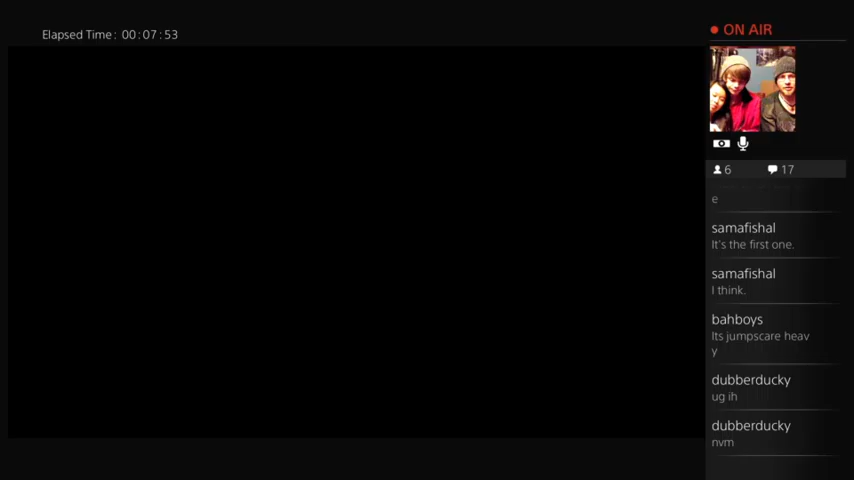 Elapsed Time: 00:07:53
ON AIR
6 17
e
samafishal
It's the first one.
samafishal
I think.
bahboys
Its jumpscare heav
y
dubberducky
ug ih
dubberducky
nvm